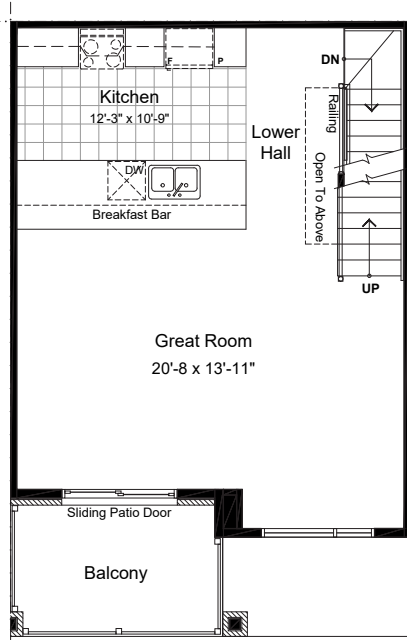 F
P
DN
Kitchen
12'-3" x 10'-9"
Railing
Lower
Hall
Open To Above
DW
Breakfast Bar
UP
Great Room
20'-8 x 13'-11"
Sliding Patio Door
Balcony